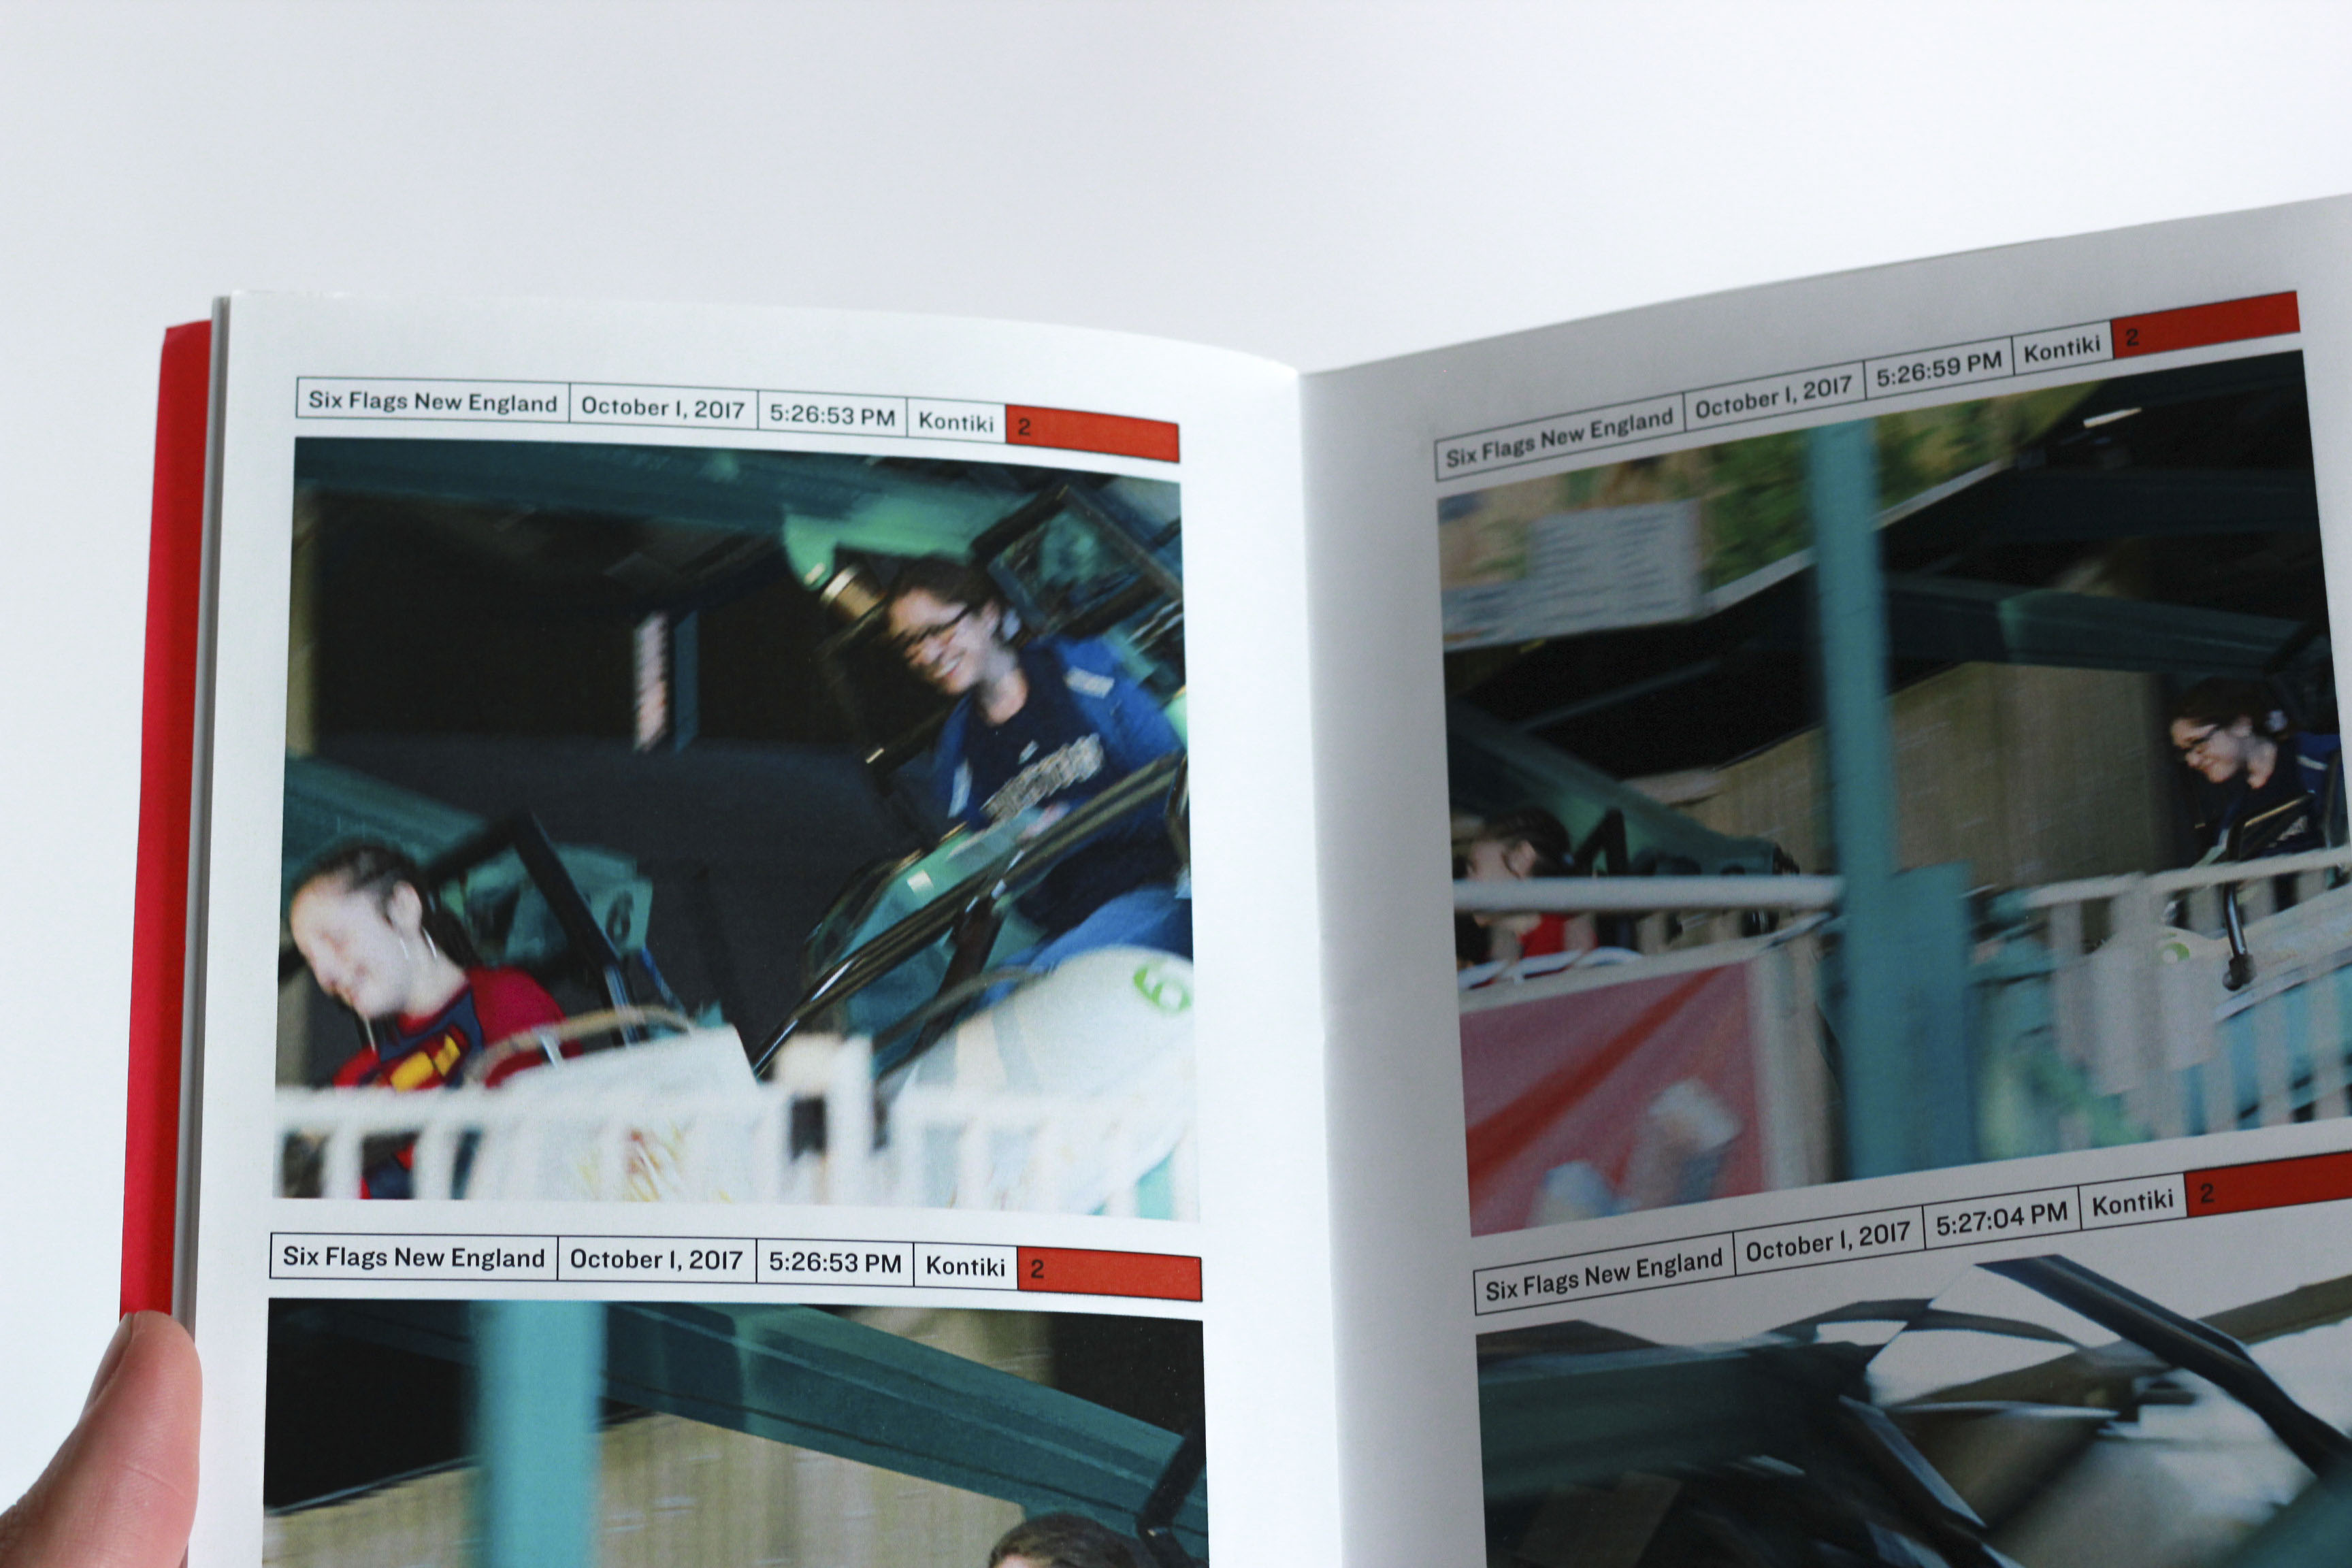 Six Flags New England October 1, 2017 5:26:53 PM Kontiki 2
6
Six Flags New England October 1, 2017 5:26:53 PM Kontiki 2
Six Flags New England October 1, 2017 5:26:59 PM Kontiki 2
Six Flags New England October 1, 2017 5:27:04 PM Kontiki 2